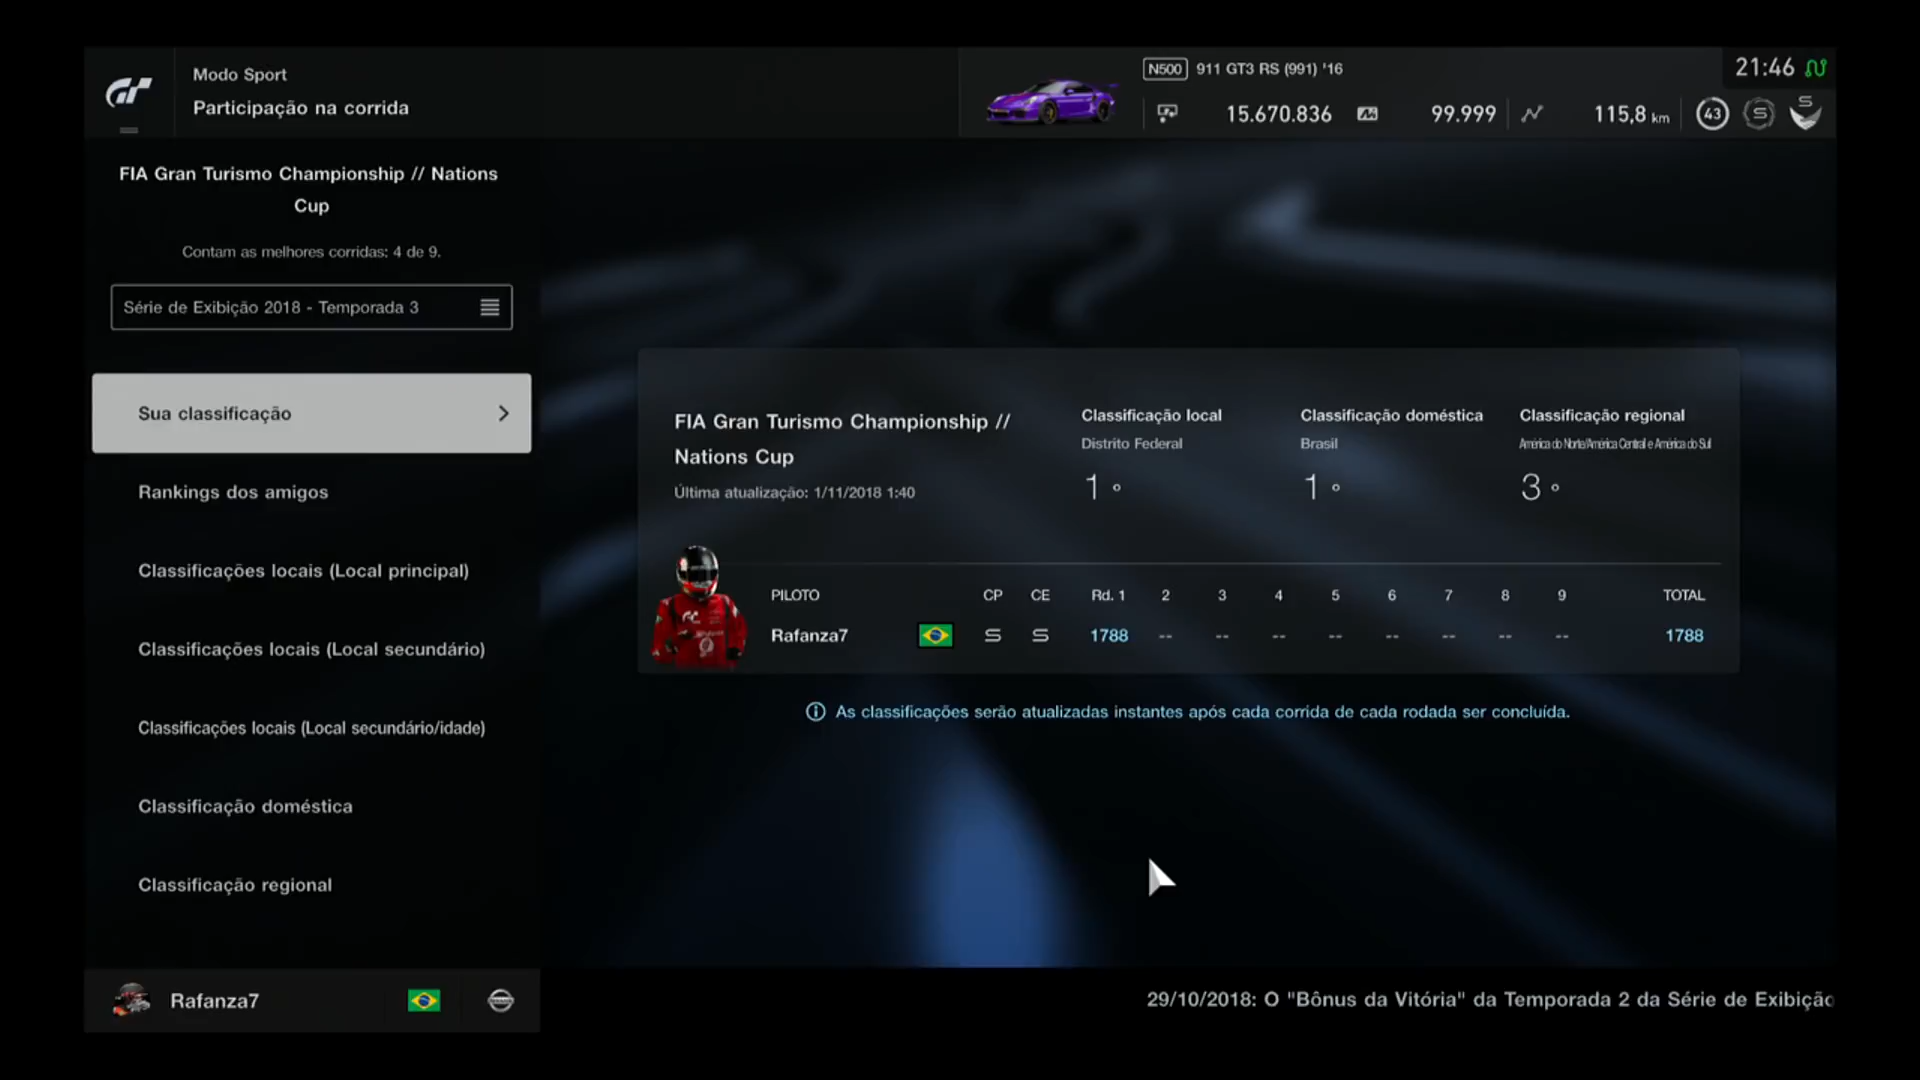 Modo Sport
Participação na corrida
N500 911 GT3 RS (991) '16
21:46
15.670.836 99.999 115,8 km 43 S S
FIA Gran Turismo Championship // Nations
Cup
Contam as melhores corridas: 4 de 9.
Série de Exibição 2018 - Temporada 3
Sua classificação
Rankings dos amigos
Classificações locais (Local principal)
Classificações locais (Local secundário)
Classificações locais (Local secundário/idade)
Classificação doméstica
Classificação regional
FIA Gran Turismo Championship //
Nations Cup
Última atualização: 1/11/2018 1:40
Classificação local
Distrito Federal
1 º
Classificação doméstica
Brasil
1 º
Classificação regional
América do Norte/América Central e América do Sul
3 º
PILOTO CP CE Rd. 1 2 3 4 5 6 7 8 9 TOTAL
Rafanza7 S S 1788 -- -- -- -- -- -- -- -- 1788
As classificações serão atualizadas instantes após cada corrida de cada rodada ser concluída.
Rafanza7
29/10/2018: O "Bônus da Vitória" da Temporada 2 da Série de Exibição